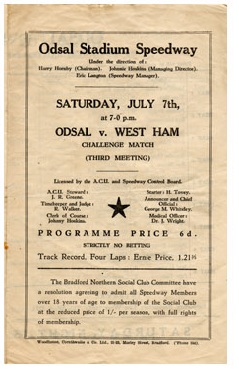 Odsal Stadium Speedway
Under the direction of:
Harry Hornby (Chairman). Johnnie Hoskins (Managing Director).
Eric Langton (Speedway Manager).
SATURDAY, JULY 7th,
at 7-0 p.m.
ODSAL v. WEST HAM
CHALLENGE MATCH
(THIRD MEETING)
Licensed by the A.C.U. and Speedway Control Board.
A.C.U. Steward:
J. R. Coxene.
Timekeeper and Judge:
E. Walker.
Clerk of Course:
Johnny Hoskins.
Starter: H. Tovey.
Announcer and Chief
Official:
George M. Whiteley.
Medical Officer:
Dr. J. Wright.
PROGRAMME PRICE 6d.
STRICTLY NO BETTING
Track Record, Four Laps: Ernie Price, 1.21
The Bradford Northern Social Club Committee have
a resolution agreeing to admit all Speedway Members
over 18 years of age to membership of the Social Club
at the reduced price of 1/- per season, with full rights
of membership.